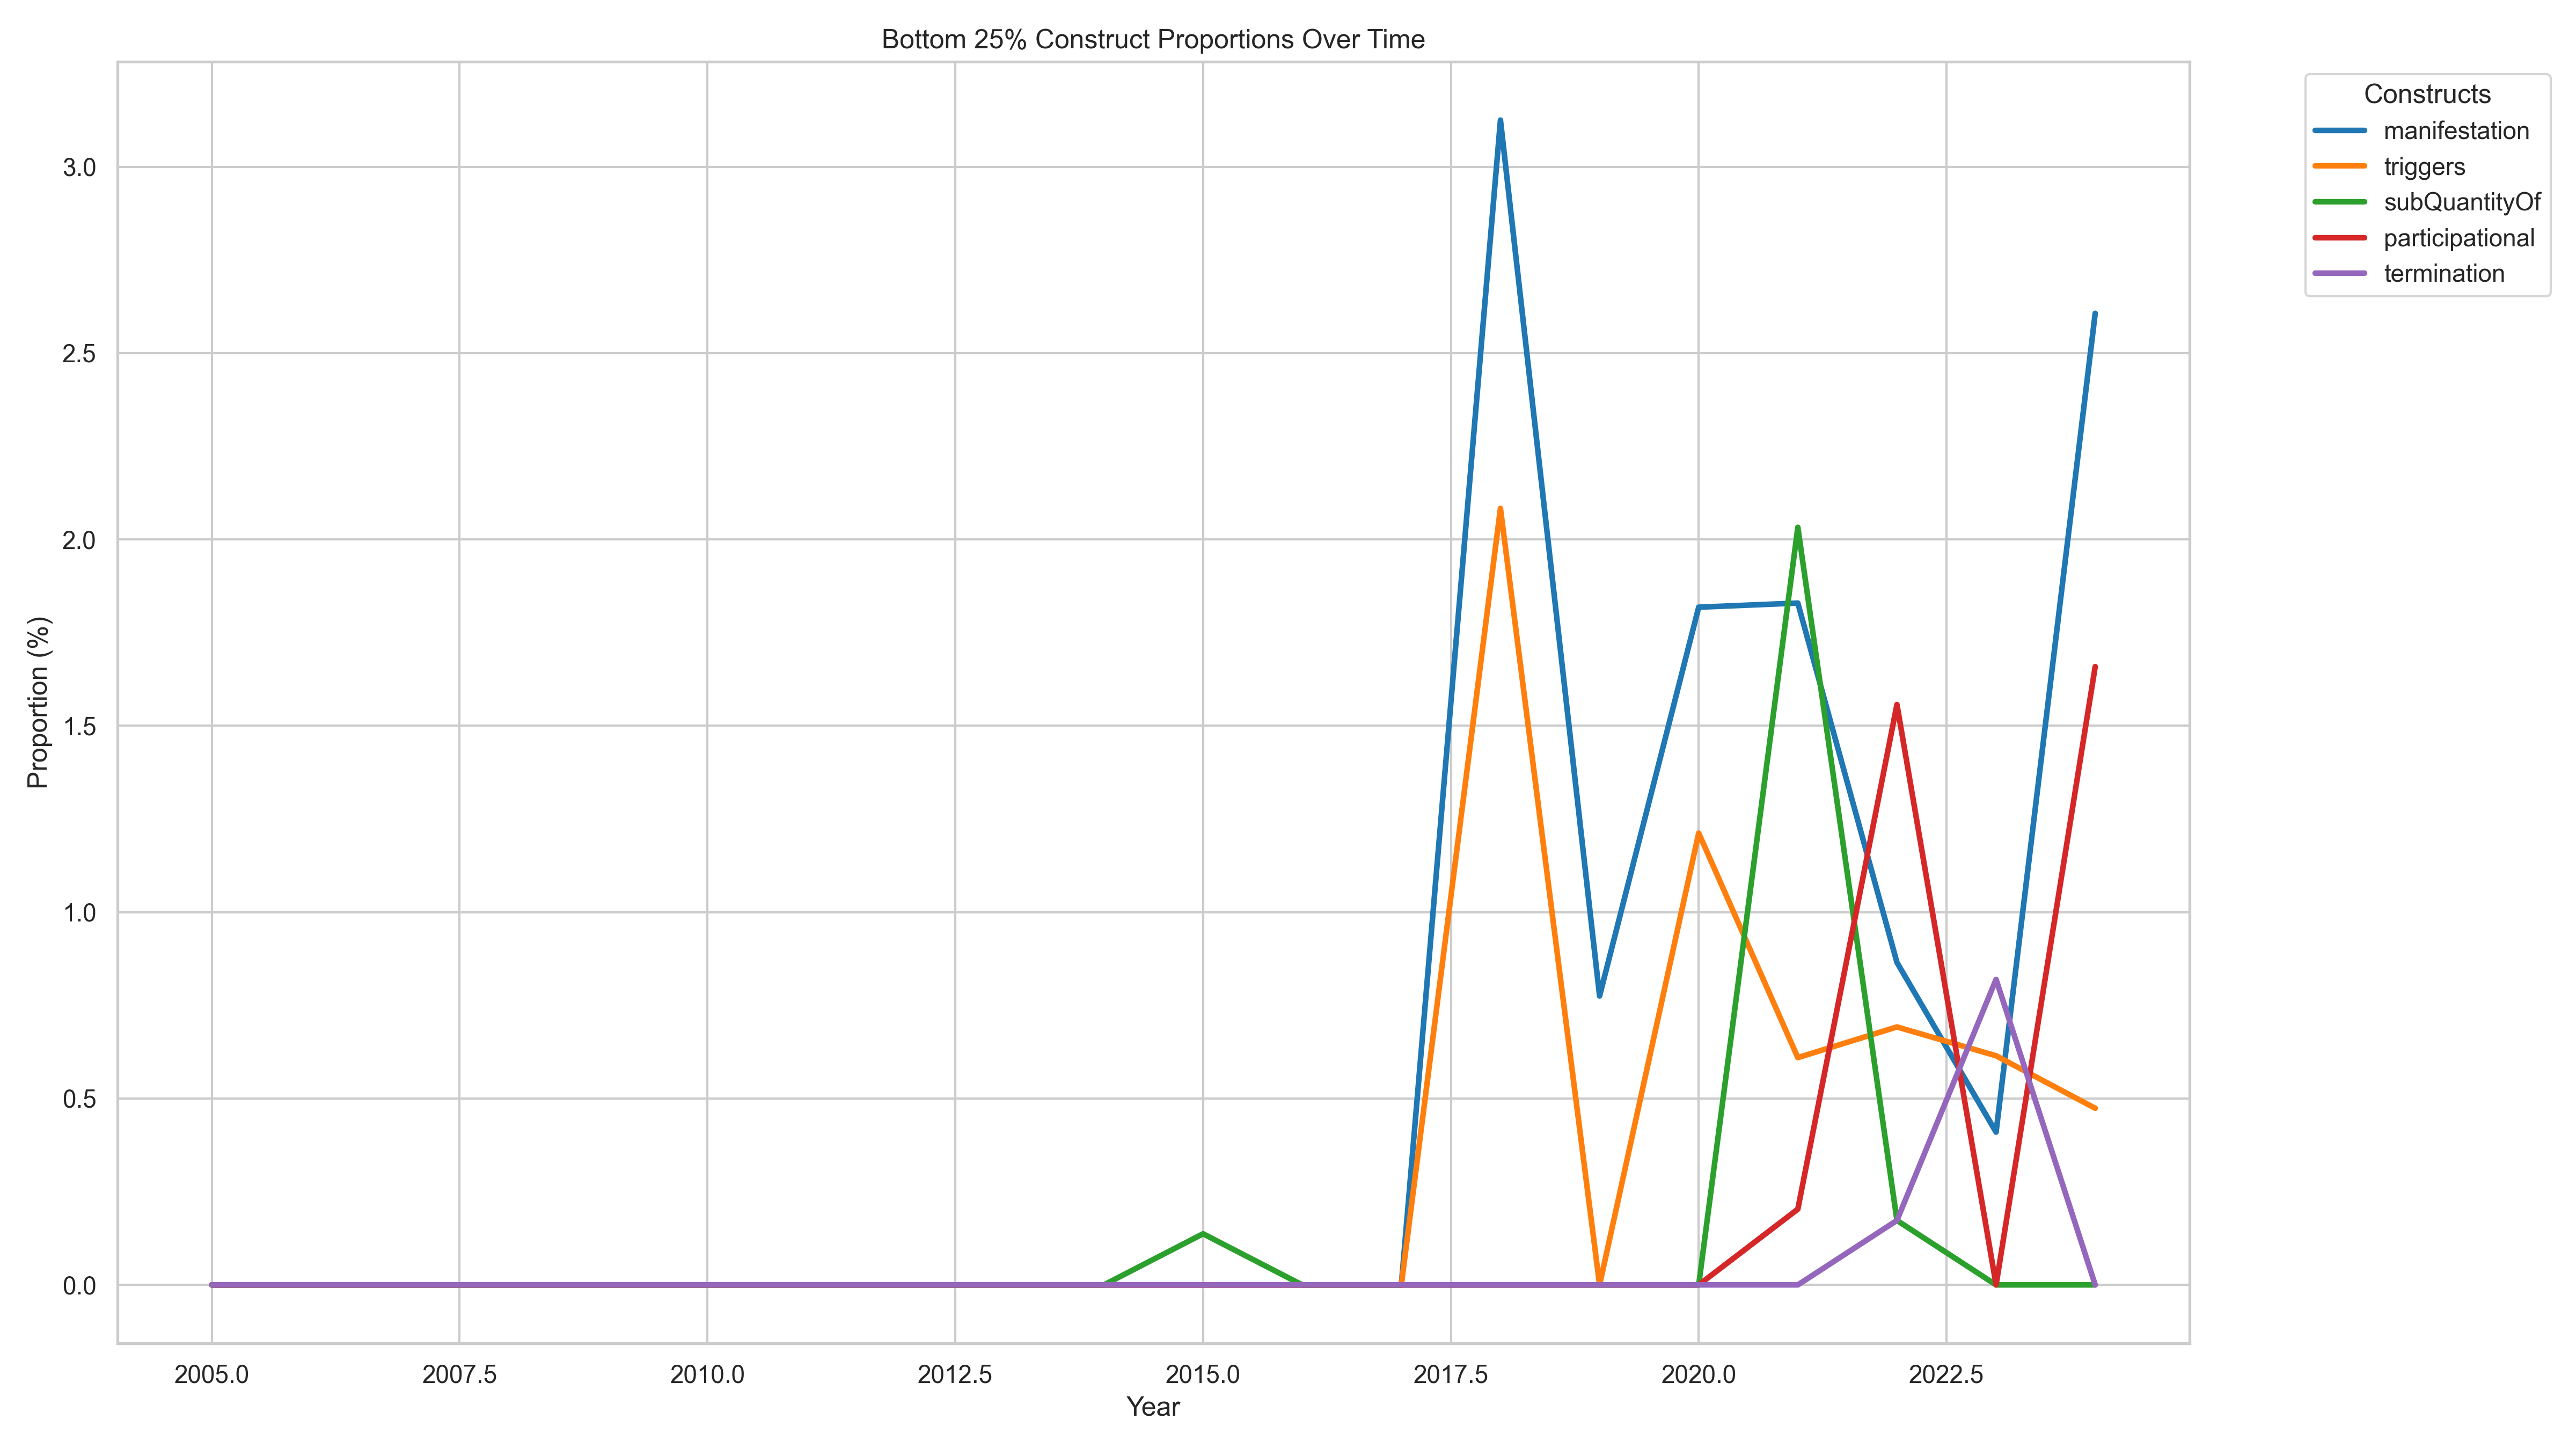 Bottom 25% Construct Proportions Over Time
Constructs
manifestation
triggers
subQuantityOf
participational
termination
Proportion (%)
3.0
2.5
2.0
1.5
1.0
0.5
0.0
2005.0 2007.5 2010.0 2012.5 2015.0 2017.5 2020.0 2022.5
Year